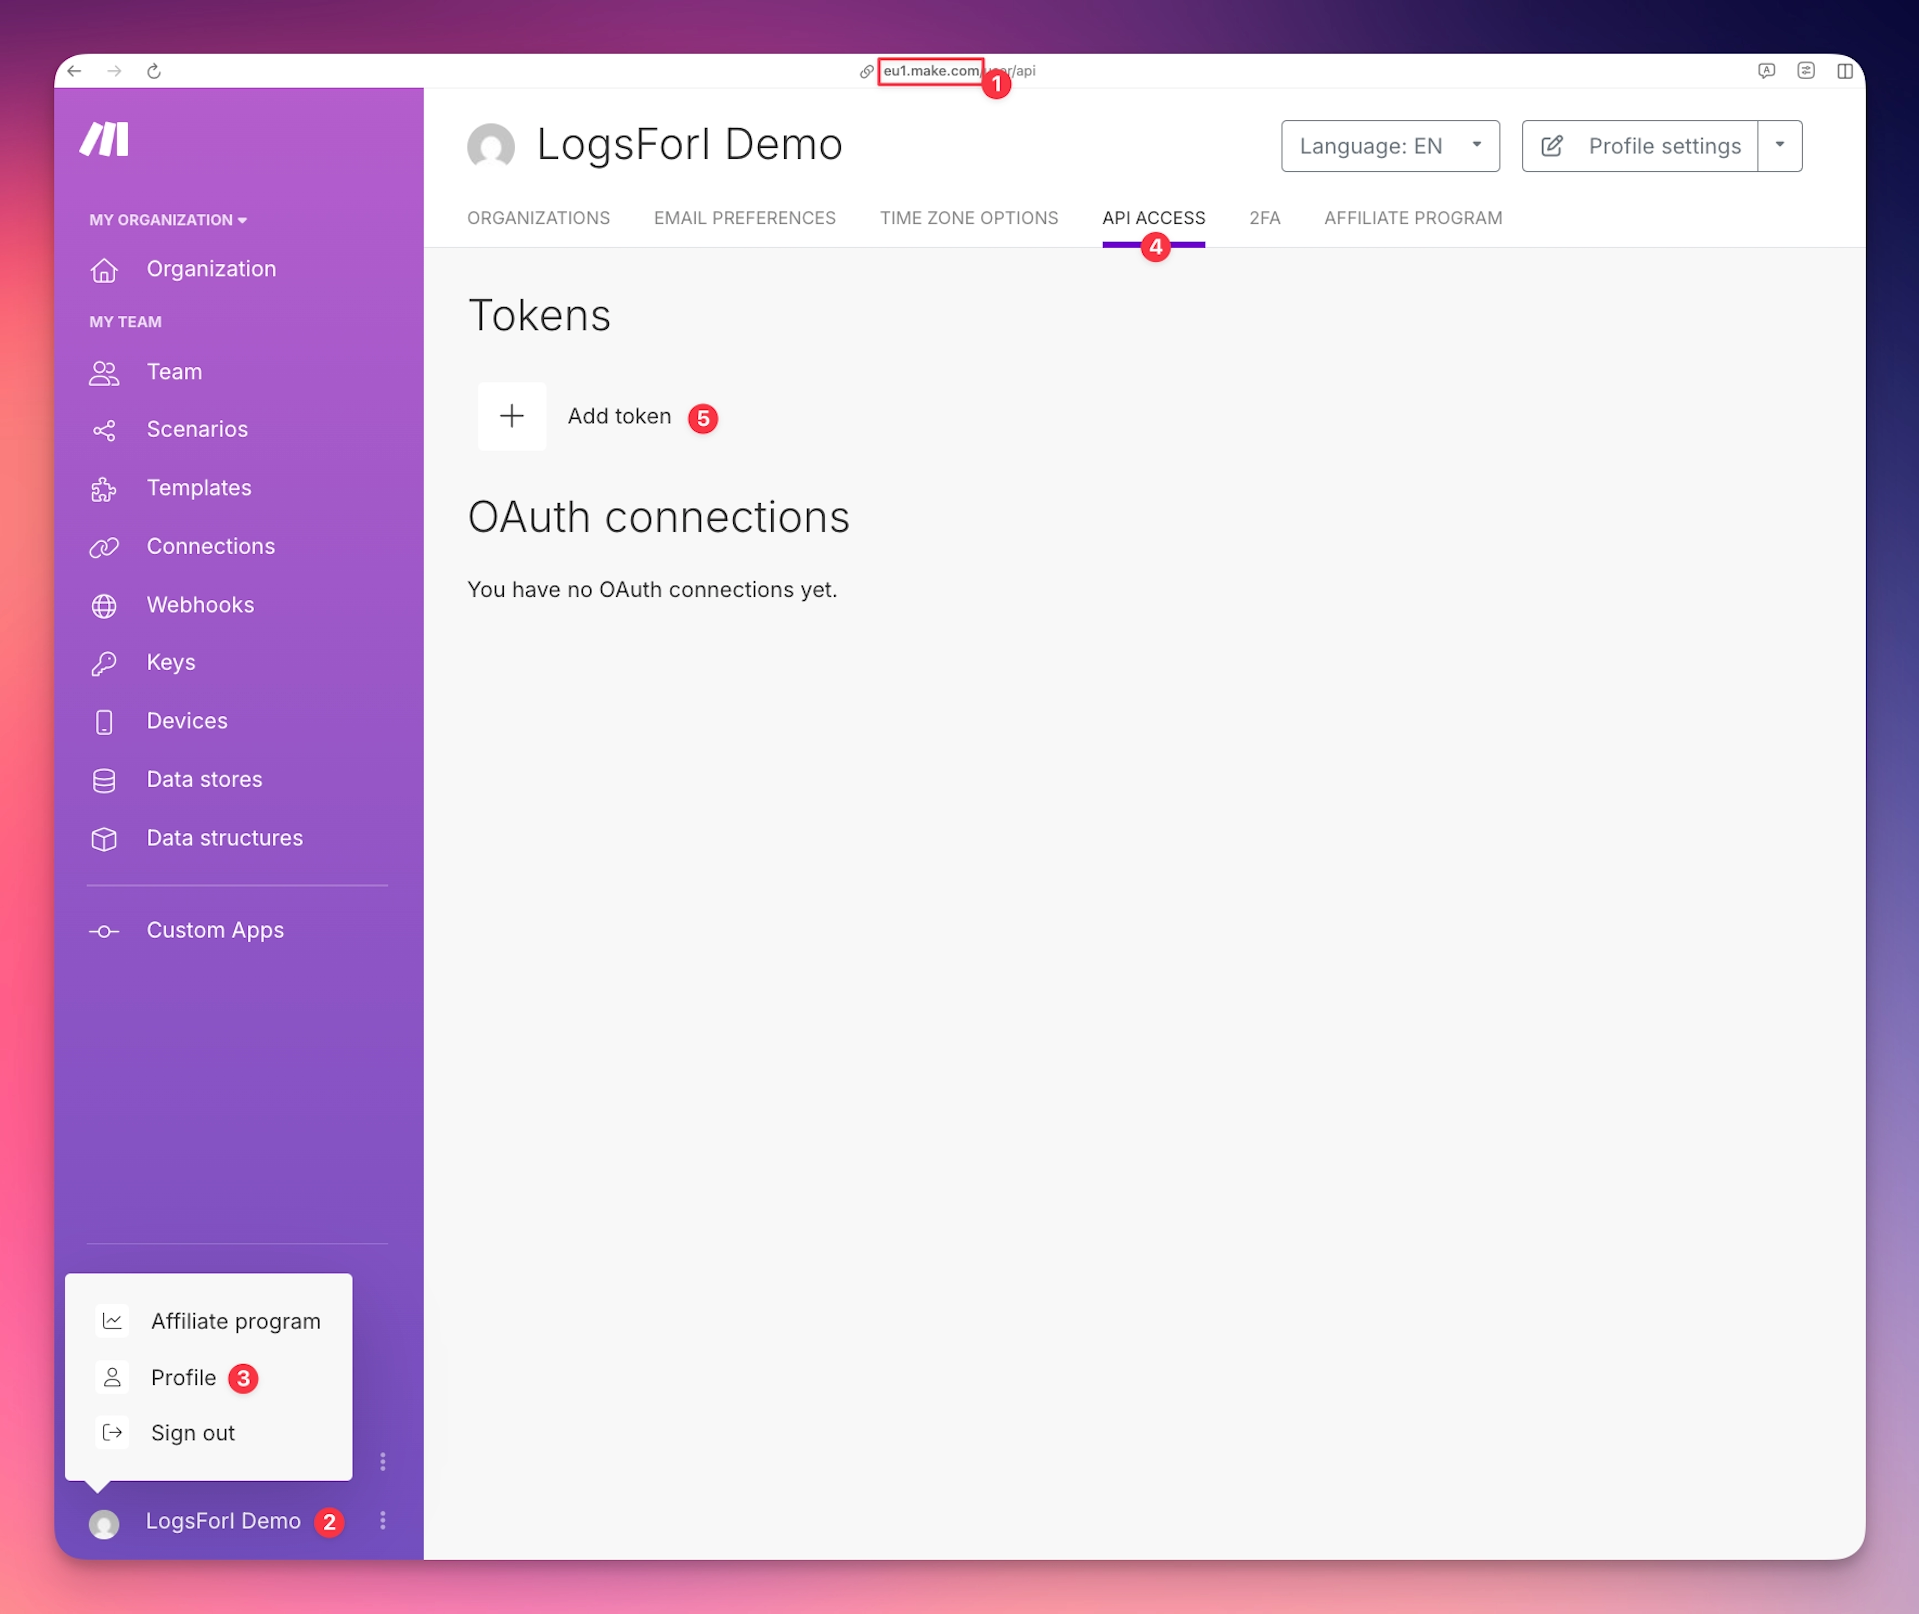 eu1.make.com/user/api
1
LogsForI Demo
Language: EN
Profile settings
MY ORGANIZATION
ORGANIZATIONS
EMAIL PREFERENCES
TIME ZONE OPTIONS
API ACCESS
2FA
AFFILIATE PROGRAM
4
Organization
MY TEAM
Team
Scenarios
Templates
Connections
Webhooks
Keys
Devices
Data stores
Data structures
Custom Apps
Tokens
Add token
5
OAuth connections
You have no OAuth connections yet.
Affiliate program
Profile
3
Sign out
LogsForI Demo
2